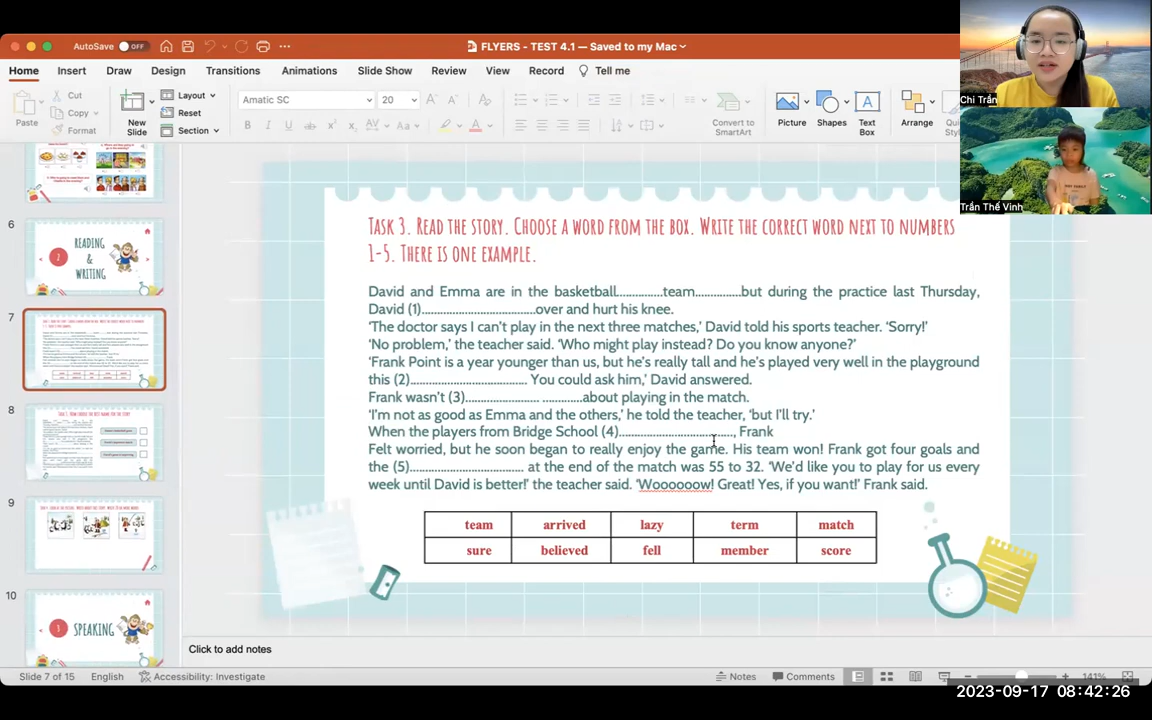 AutoSave OFF
FLYERS - TEST 4.1 — Saved to my Mac
Home Insert Draw Design Transitions Animations Slide Show Review View Record Tell me
Paste
Cut
Copy
Format
New
Slide
Layout
Reset
Section
Amatic SC 20
Convert to
SmartArt
Picture
Shapes
Text
Box
Arrange
Chi Trần
Trần Thế Vinh
6
READING
&
WRITING
2
7
8
9
10
3 SPEAKING
TASK 3. READ THE STORY. CHOOSE A WORD FROM THE BOX. WRITE THE CORRECT WORD NEXT TO NUMBERS
1-5. THERE IS ONE EXAMPLE.
David and Emma are in the basketball..............team..............but during the practice last Thursday,
David (1)..................................over and hurt his knee.
‘The doctor says I can’t play in the next three matches,’ David told his sports teacher. ‘Sorry!’
‘No problem,’ the teacher said. ‘Who might play instead? Do you know anyone?’
‘Frank Point is a year younger than us, but he’s really tall and he’s played very well in the playground
this (2)................................... You could ask him,’ David answered.
Frank wasn’t (3)...................... ............about playing in the match.
‘I’m not as good as Emma and the others,’ he told the teacher, ‘but I’ll try.’
When the players from Bridge School (4)..................................., Frank
Felt worried, but he soon began to really enjoy the game. His team won! Frank got four goals and
the (5)................................... at the end of the match was 55 to 32. ‘We’d like you to play for us every
week until David is better!’ the teacher said. ‘Woooooow! Great! Yes, if you want!’ Frank said.
team arrived lazy term match
sure believed fell member score
Click to add notes
Slide 7 of 15 English Accessibility: Investigate Notes Comments 141%
2023-09-17 08:42:26